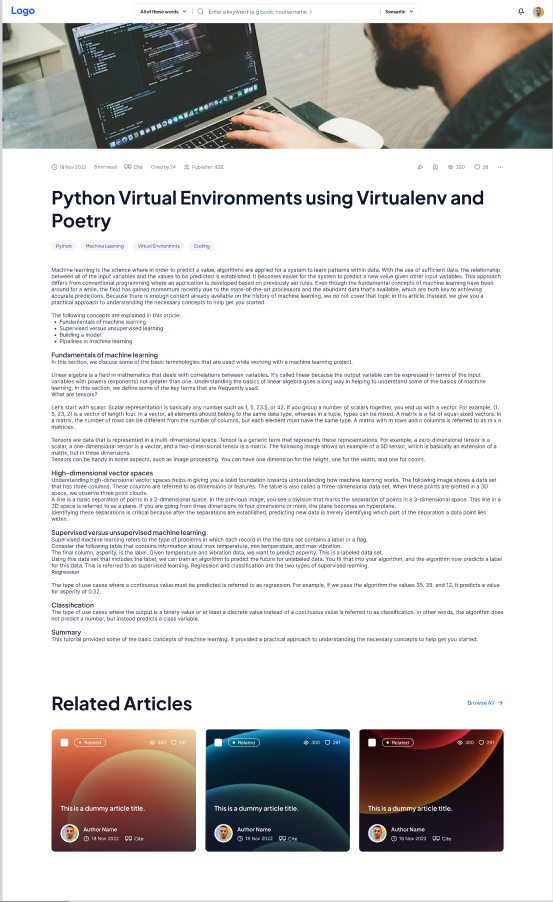 Logo
All of these words
Enter a keyword (e.g book, course name )
Semantic
18 Nov 2022
6 min read
Cite
Cited by 24
Publisher: IEEE
300
26
Python Virtual Environments using Virtualenv and
Poetry
Python
Machine Learning
Virtual Environmnts
Coding
Machine learning is the science where in order to predict a value, algorithms are applied for a system to learn patterns within data. With the use of sufficient data, the relationship
between all of the input variables and the values to be predicted is established. It becomes easier for the system to predict a new value given other input variables. This approach
differs from conventional programming where an application is developed based on previously set rules. Even though the fundamental concepts of machine learning have been
around for a while, the field has gained momentum recently due to the state-of-the-art processors and the abundant data that's available, which are both key to achieving
accurate predictions. Because there is enough content already available on the history of machine learning, we do not cover that topic in this article. Instead, we give you a
practical approach to understanding the necessary concepts to help get you started.
The following concepts are explained in this article:
• Fundamentals of machine learning
• Supervised versus unsupervised learning
• Building a model
• Pipelines in machine learning
Fundamentals of machine learning
In this section, we discuss some of the basic terminologies that are used while working with a machine learning project.
Linear algebra is a field in mathematics that deals with correlations between variables. It's called linear because the output variable can be expressed in terms of the input
variables with powers (exponents) not greater than one. Understanding the basics of linear algebra goes a long way in helping to understand some of the basics of machine
learning. In this section, we define some of the key terms that are frequently used.
What are tensors?
Let's start with scalar. Scalar representation is basically any number such as 1, 5, 23.5, or 42. If you group a number of scalars together, you end up with a vector. For example, (1,
5, 23, 2) is a vector of length four. In a vector, all elements should belong to the same data type, whereas in a tuple, types can be mixed. A matrix is a list of equal-sized vectors. In
a matrix, the number of rows can be different from the number of columns, but each element must have the same type. A matrix with m rows and n columns is referred to as m x n
matrices.
Tensors are data that is represented in a multi-dimensional space. Tensor is a generic term that represents these representations. For example, a zero-dimensional tensor is a
scalar, a one-dimensional tensor is a vector, and a two-dimensional tensor is a matrix. The following image shows an example of a 3D tensor, which is basically an extension of a
matrix, but in three dimensions.
Tensors can be handy in some aspects, such as image processing. You can have one dimension for the height, one for the width, and one for colors.
High-dimensional vector spaces
Understanding high-dimensional vector spaces helps in giving you a solid foundation towards understanding how machine learning works. The following image shows a data set
that has three columns. These columns are referred to as dimensions or features. The table is also called a three-dimensional data set. When these points are plotted in a 3D
space, we observe three point clouds.
A line is a basic separation of points in a 2-dimensional space. In the previous image, you see a division that marks the separation of points in a 3-dimensional space. This line in a
3D space is referred to as a plane. If you are going from three dimensions to four dimensions or more, the plane becomes an hyperplane.
Identifying these separations is critical because after the separations are established, predicting new data is merely identifying which part of the separation a data point lies
within.
Supervised versus unsupervised machine learning
Supervised machine learning refers to the type of problems in which each record in the the data set contains a label or a flag.
Consider the following table that contains information about max temperature, min temperature, and max vibration.
The final column, asperity, is the label. Given temperature and vibration data, we want to predict asperity. This is a labeled data set.
Using this data set that includes the label, we can train an algorithm to predict the future for unlabeled data. You fit that into your algorithm, and the algorithm now predicts a label
for this data. This is referred to as supervised learning. Regression and classification are the two types of supervised learning.
Regression
The type of use cases where a continuous value must be predicted is referred to as regression. For example, if we pass the algorithm the values 35, 35, and 12, it predicts a value
for asperity of 0.32.
Classification
The type of use cases where the output is a binary value or at least a discrete value instead of a continuous value is referred to as classification. In other words, the algorithm does
not predict a number, but instead predicts a class variable.
Summary
This tutorial provided some of the basic concepts of machine learning. It provided a practical approach to understanding the necessary concepts to help get you started.
Related Articles
Browse All
Related
300
291
This is a dummy article title.
Author Name
18 Nov 2022
Cite
Related
300
291
This is a dummy article title.
Author Name
18 Nov 2022
Cite
Related
300
291
This is a dummy article title.
Author Name
18 Nov 2022
Cite